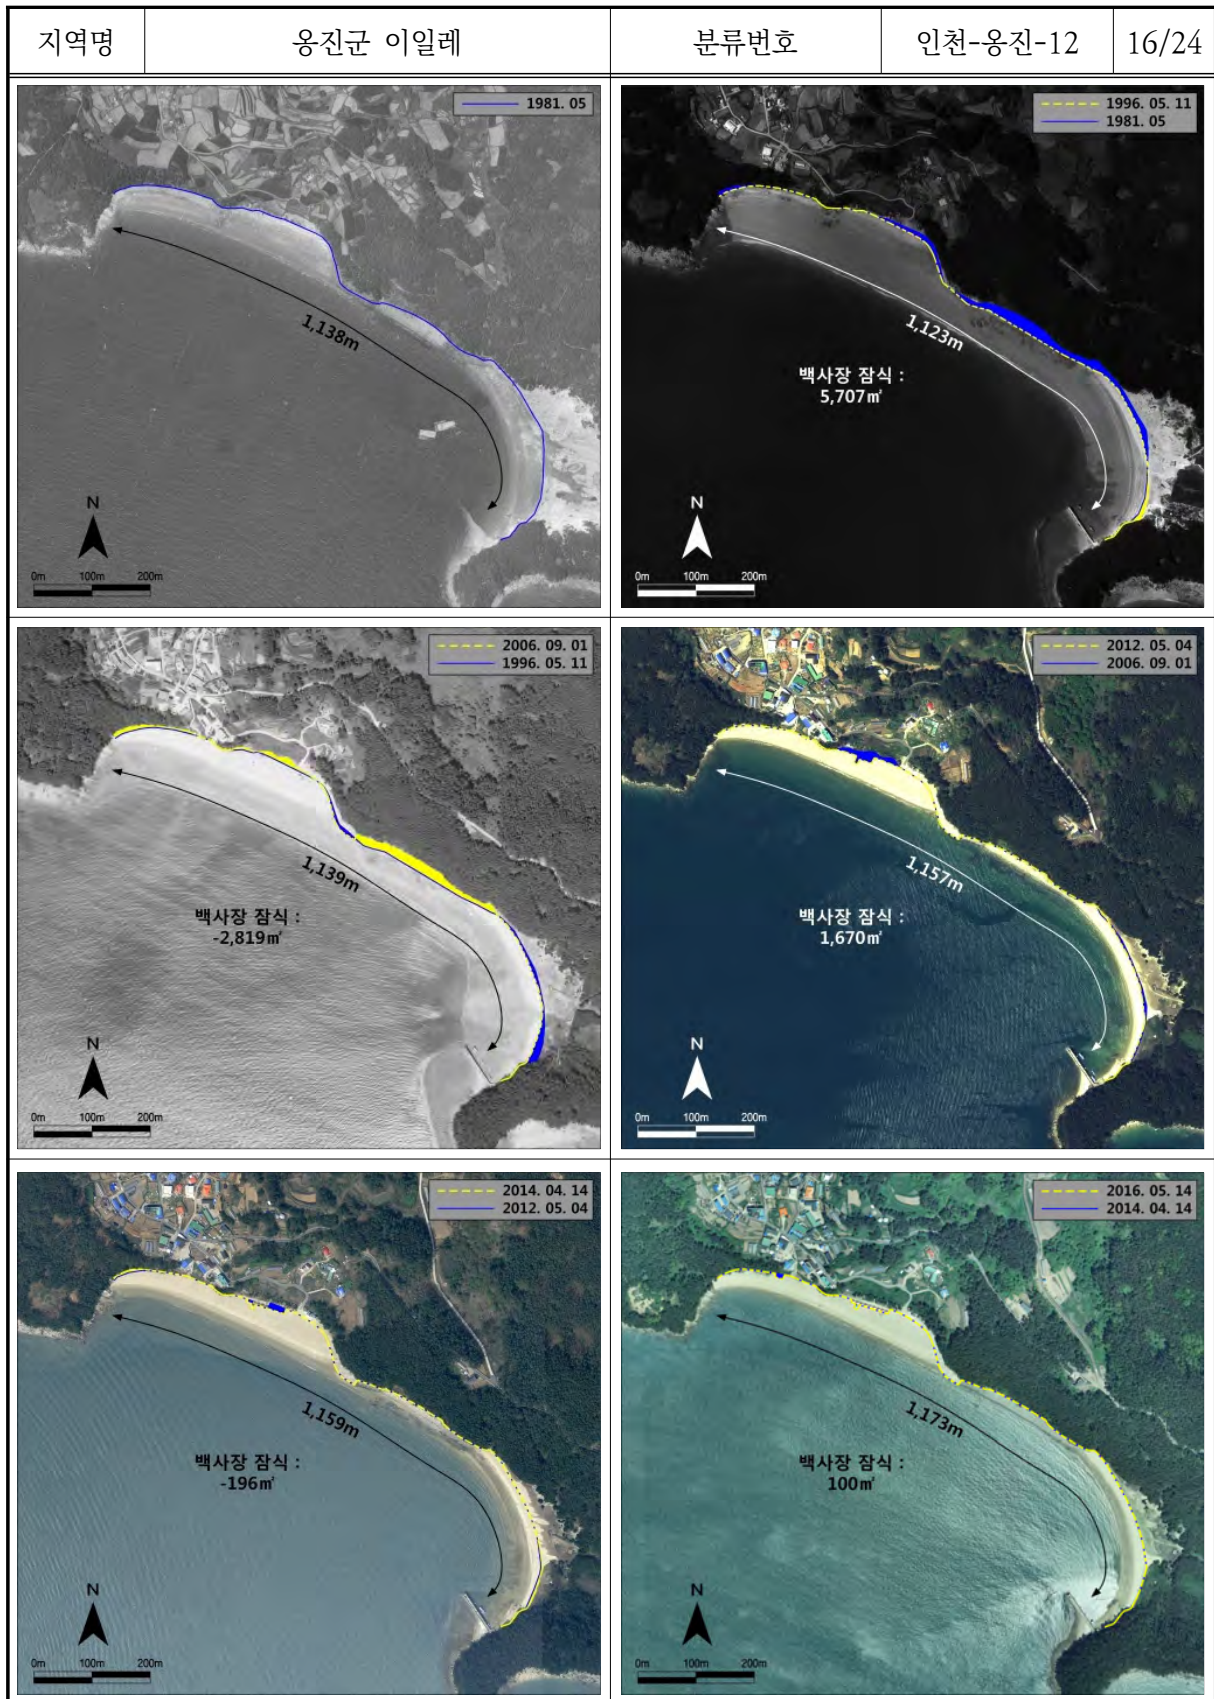 지역명 옹진군 이일레 분류번호 인천-옹진-12 16/24
1981. 05
1,138m
N
0m 100m 200m
1996. 05. 11
1981. 05
1,123m
백사장 잠식 :
5,707㎡
N
0m 100m 200m
2006. 09. 01
1996. 05. 11
1,139m
백사장 잠식 :
-2,819㎡
N
0m 100m 200m
2012. 05. 04
2006. 09. 01
1,157m
백사장 잠식 :
1,670㎡
N
0m 100m 200m
2014. 04. 14
2012. 05. 04
1,159m
백사장 잠식 :
-196㎡
N
0m 100m 200m
2016. 05. 14
2014. 04. 14
1,173m
백사장 잠식 :
100㎡
N
0m 100m 200m